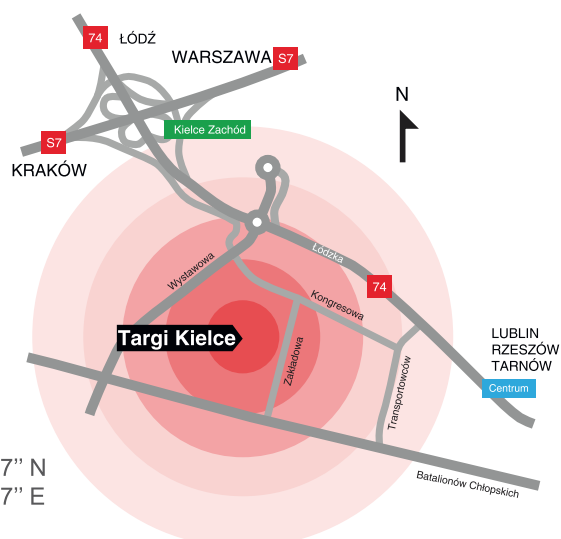 74
ŁÓDŹ
WARSZAWA S7
N
Kielce Zachód
S7
KRAKÓW
Wystawowa
Łódzka
74
Kongresowa
Targi Kielce
Zakładowa
LUBLIN
RZESZÓW
TARNÓW
Centrum
Transportowców
7’’ N
7’’ E
Batalionów Chłopskich